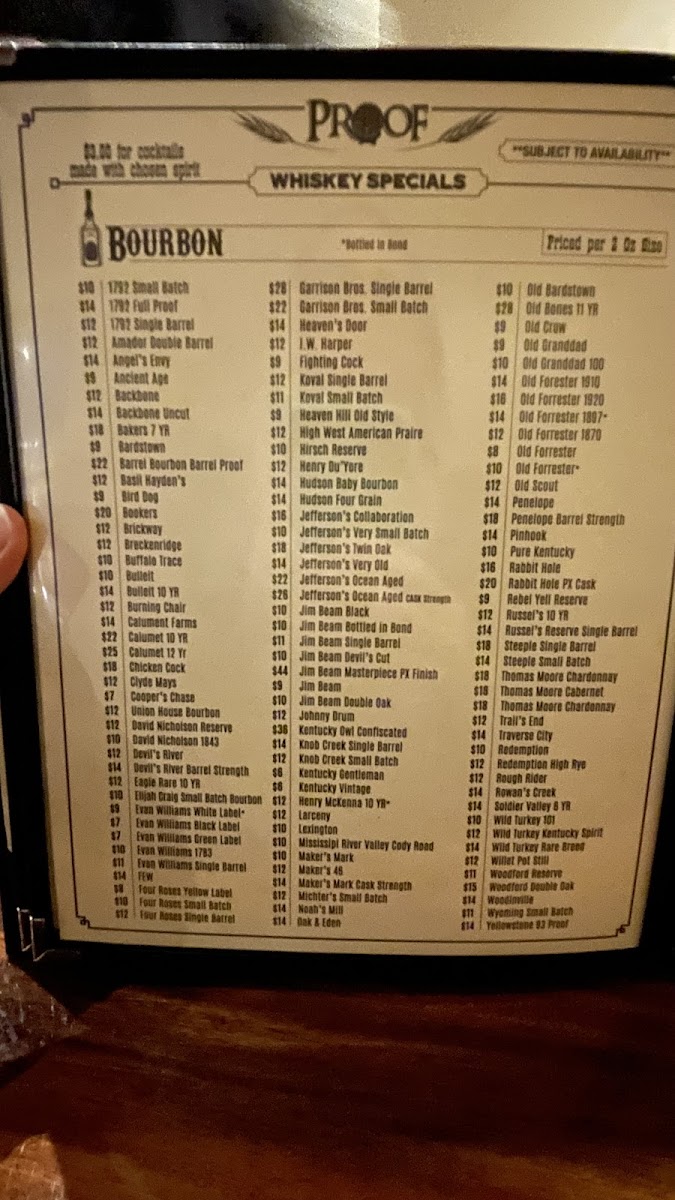 PROOF
$3.00 for cocktails
made with chosen spirit
**SUBJECT TO AVAILABILITY**
WHISKEY SPECIALS
BOURBON
*Bottled in Bond
Priced per 2 Oz Size
$10 1792 Small Batch
$14 1792 Full Proof
$12 1792 Single Barrel
$12 Amador Double Barrel
$14 Angel's Envy
$9 Ancient Age
$12 Backbone
$14 Backbone Uncut
$18 Bakers 7 YR
$9 Bardstown
$22 Barrel Bourbon Barrel Proof
$12 Basil Hayden's
$9 Bird Dog
$20 Bookers
$12 Brickway
$12 Breckenridge
$10 Buffalo Trace
$10 Bulleit
$14 Bulleit 10 YR
$12 Burning Chair
$14 Calument Farms
$22 Calumet 10 YR
$25 Calumet 12 Yr
$18 Chicken Cock
$12 Clyde Mays
$7 Cooper's Chase
$12 Union House Bourbon
$12 David Nicholson Reserve
$10 David Nicholson 1843
$12 Devil's River
$14 Devil's River Barrel Strength
$12 Eagle Rare 10 YR
$10 Elijah Craig Small Batch Bourbon
$9 Evan Williams White Label*
$7 Evan Williams Black Label
$7 Evan Williams Green Label
$10 Evan Williams 1783
$11 Evan Williams Single Barrel
$14 FEW
$8 Four Roses Yellow Label
$10 Four Roses Small Batch
$12 Four Roses Single Barrel
$28 Garrison Bros. Single Barrel
$22 Garrison Bros. Small Batch
$14 Heaven's Door
$12 I.W. Harper
$9 Fighting Cock
$12 Koval Single Barrel
$11 Koval Small Batch
$9 Heaven Hill Old Style
$12 High West American Praire
$10 Hirsch Reserve
$12 Henry Du'Yore
$14 Hudson Baby Bourbon
$14 Hudson Four Grain
$16 Jefferson's Collaboration
$10 Jefferson's Very Small Batch
$18 Jefferson's Twin Oak
$14 Jefferson's Very Old
$22 Jefferson's Ocean Aged
$26 Jefferson's Ocean Aged CASK Strength
$10 Jim Beam Black
$10 Jim Beam Bottled in Bond
$11 Jim Beam Single Barrel
$10 Jim Beam Devil's Cut
$44 Jim Beam Masterpiece PX Finish
$9 Jim Beam
$10 Jim Beam Double Oak
$12 Johnny Drum
$36 Kentucky Owl Confiscated
$14 Knob Creek Single Barrel
$12 Knob Creek Small Batch
$6 Kentucky Gentleman
$8 Kentucky Vintage
$12 Henry McKenna 10 YR*
$12 Larceny
$10 Lexington
$10 Mississipi River Valley Cody Road
$10 Maker's Mark
$12 Maker's 46
$14 Maker's Mark Cask Strength
$12 Michter's Small Batch
$14 Noah's Mill
$14 Oak & Eden
$10 Old Bardstown
$28 Old Bones 11 YR
$9 Old Crow
$9 Old Granddad
$10 Old Granddad 100
$14 Old Forester 1910
$16 Old Forrester 1920
$14 Old Forrester 1897*
$12 Old Forrester 1870
$8 Old Forrester
$10 Old Forrester*
$12 Old Scout
$14 Penelope
$18 Penelope Barrel Strength
$14 Pinhook
$10 Pure Kentucky
$16 Rabbit Hole
$20 Rabbit Hole PX Cask
$9 Rebel Yell Reserve
$12 Russel's 10 YR
$14 Russel's Reserve Single Barrel
$18 Steeple Single Barrel
$14 Steeple Small Batch
$18 Thomas Moore Chardonnay
$18 Thomas Moore Cabernet
$18 Thomas Moore Chardonnay
$12 Trail's End
$14 Traverse City
$10 Redemption
$12 Redemption High Rye
$12 Rough Rider
$14 Rowan's Creek
$14 Soldier Valley 6 YR
$10 Wild Turkey 101
$12 Wild Turkey Kentucky Spirit
$14 Wild Turkey Rare Breed
$12 Willet Pot Still
$11 Woodford Reserve
$15 Woodford Double Oak
$14 Woodinville
$11 Wyoming Small Batch
$14 Yellowstone 93 Proof